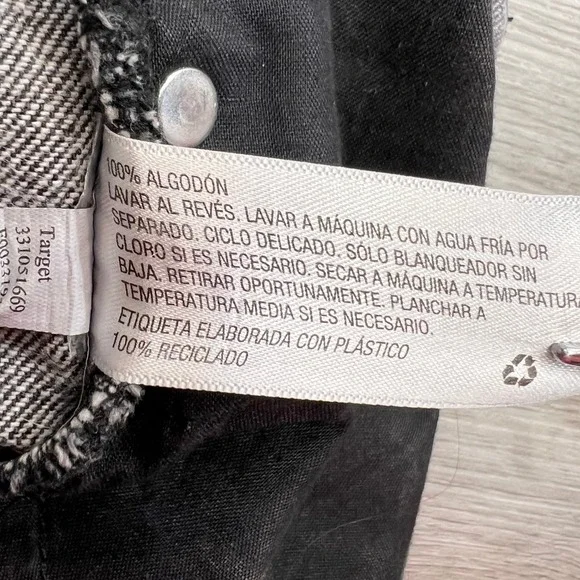 100% ALGODÓN
LAVAR AL REVÉS. LAVAR A MÁQUINA CON AGUA FRÍA POR
SEPARADO. CICLO DELICADO. SÓLO BLANQUEADOR SIN
CLORO SI ES NECESARIO. SECAR A MÁQUINA A TEMPERATURA
BAJA. RETIRAR OPORTUNAMENTE. PLANCHAR A
TEMPERATURA MEDIA SI ES NECESARIO.
ETIQUETA ELABORADA CON PLÁSTICO
100% RECICLADO
Target
3310S1669